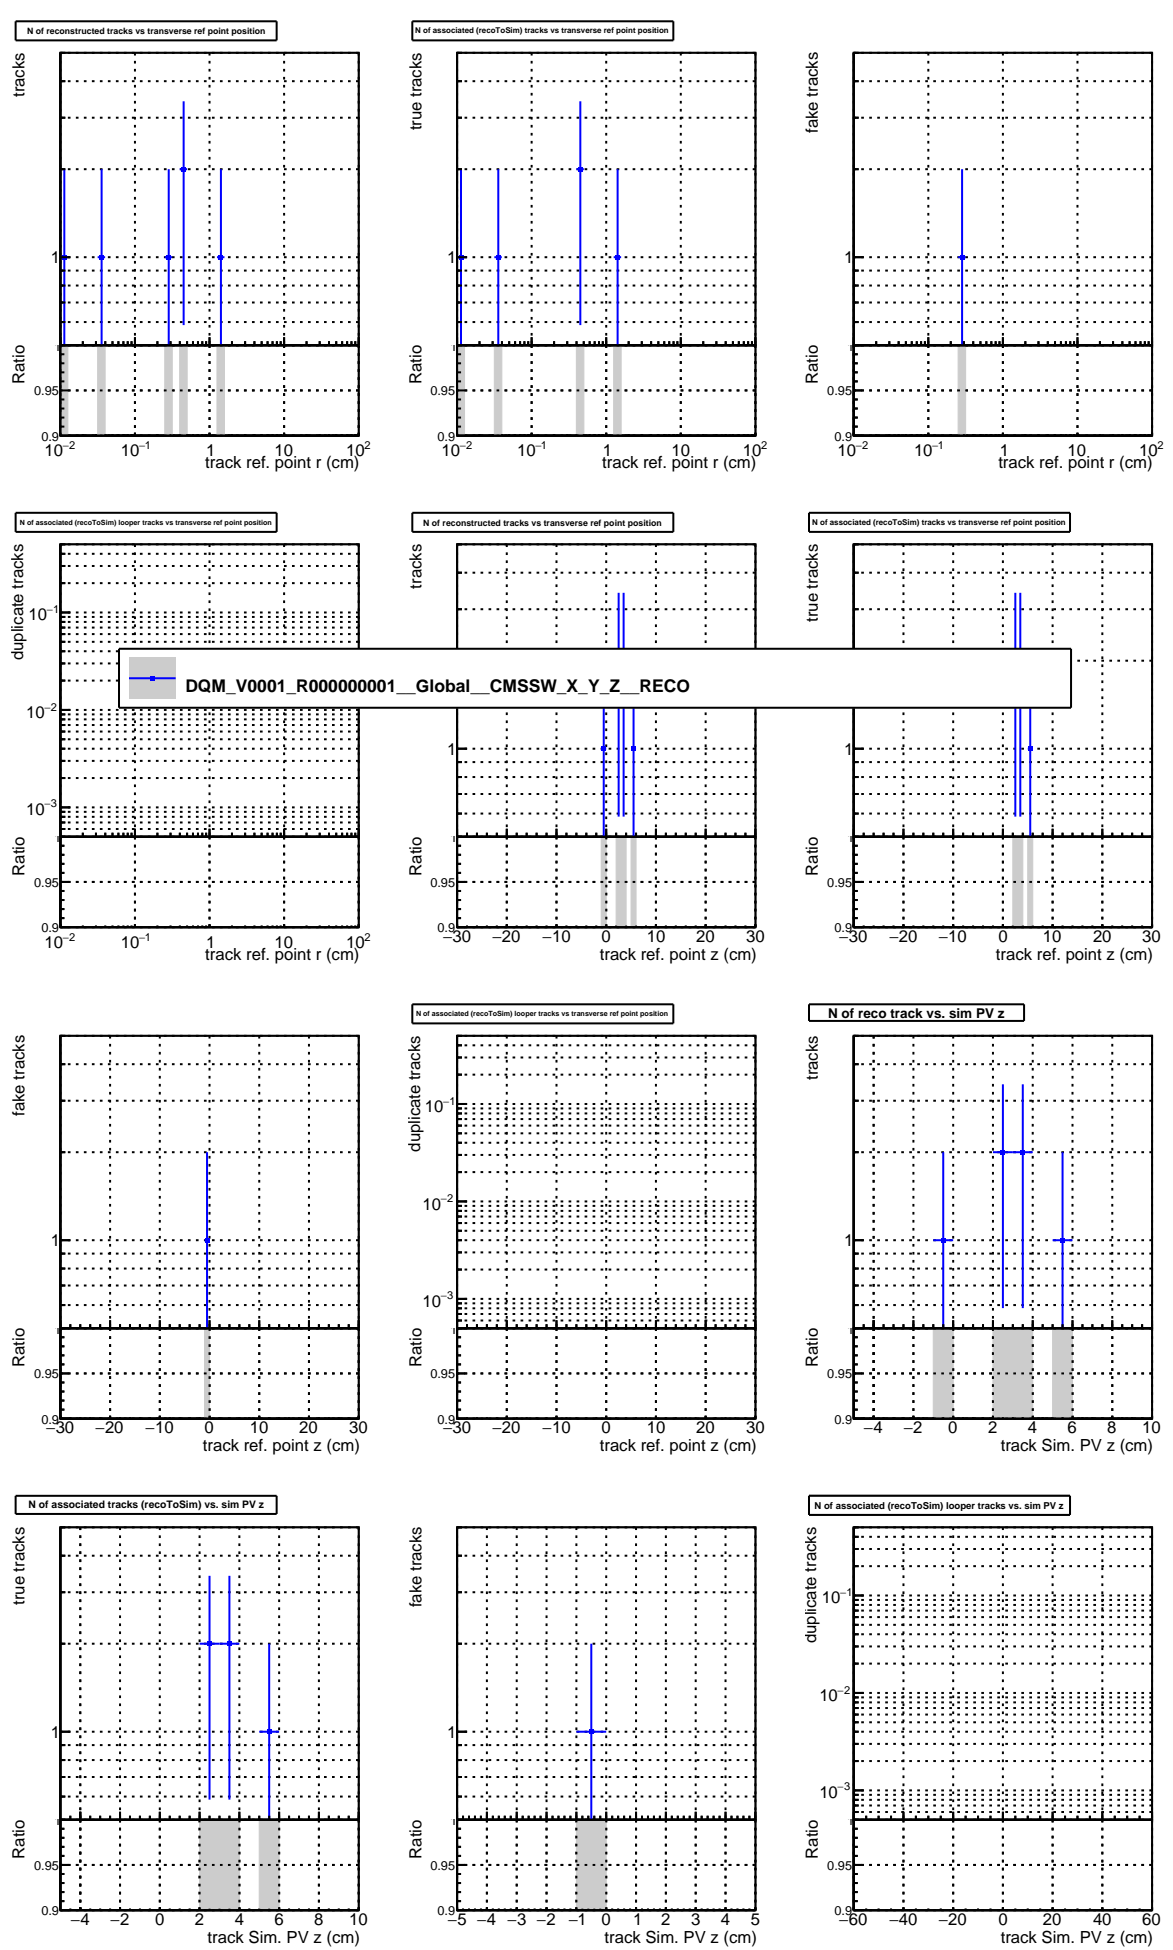 N of reconstructed tracks vs transverse ref point position
tracks
1
Ratio
0.95
0.9
10−2 10−1 1 10 102
track ref. point r (cm)
N of associated (recoToSim) tracks vs transverse ref point position
true tracks
1
Ratio
0.95
0.9
10−2 10−1 1 10 102
track ref. point r (cm)
fake tracks
1
Ratio
0.95
0.9
10−2 10−1 1 10 102
track ref. point r (cm)
N of associated (recoToSim) looper tracks vs transverse ref point position
duplicate tracks
10−1
10−2
10−3
Ratio
0.95
0.9
10−2 10−1 1 10 102
track ref. point r (cm)
N of reconstructed tracks vs transverse ref point position
tracks
1
Ratio
0.95
0.9
−30 −20 −10 0 10 20 30
track ref. point z (cm)
N of associated (recoToSim) tracks vs transverse ref point position
true tracks
1
Ratio
0.95
0.9
−30 −20 −10 0 10 20 30
track ref. point z (cm)
DQM_V0001_R000000001__Global__CMSSW_X_Y_Z__RECO
fake tracks
1
Ratio
0.95
0.9
−30 −20 −10 0 10 20 30
track ref. point z (cm)
N of associated (recoToSim) looper tracks vs transverse ref point position
duplicate tracks
10−1
10−2
10−3
Ratio
0.95
0.9
−30 −20 −10 0 10 20 30
track ref. point z (cm)
N of reco track vs. sim PV z
tracks
1
Ratio
0.95
0.9
−4 −2 0 2 4 6 8 10
track Sim. PV z (cm)
N of associated tracks (recoToSim) vs. sim PV z
true tracks
1
Ratio
0.95
0.9
−4 −2 0 2 4 6 8 10
track Sim. PV z (cm)
fake tracks
1
Ratio
0.95
0.9
−5 −4 −3 −2 −1 0 1 2 3 4 5
track Sim. PV z (cm)
N of associated (recoToSim) looper tracks vs. sim PV z
duplicate tracks
10−1
10−2
10−3
Ratio
0.95
0.9
−60 −40 −20 0 20 40 60
track Sim. PV z (cm)